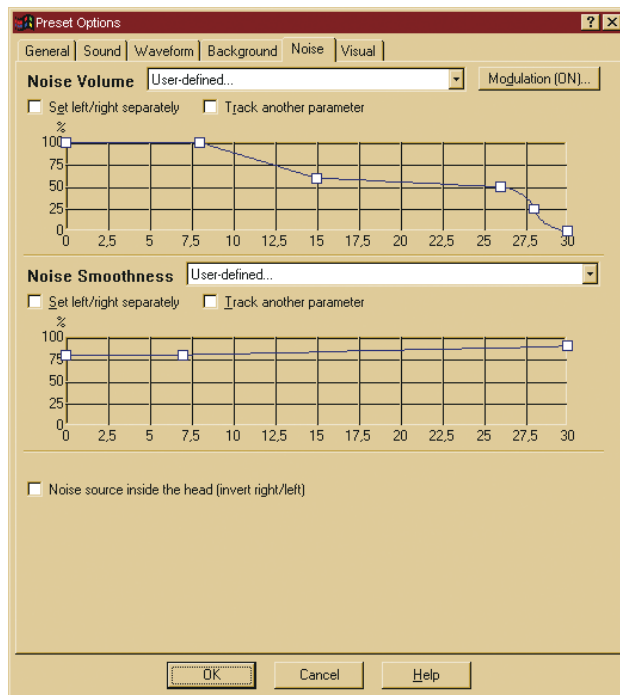 Preset Options
General Sound Waveform Background Noise Visual
Noise Volume User-defined... Modulation (ON)...
Set left/right separately Track another parameter
%
100
75
50
25
0
0 2,5 5 7,5 10 12,5 15 17,5 20 22,5 25 27,5 30
Noise Smoothness User-defined...
Set left/right separately Track another parameter
%
100
75
50
25
0
0 2,5 5 7,5 10 12,5 15 17,5 20 22,5 25 27,5 30
Noise source inside the head (invert right/left)
OK Cancel Help